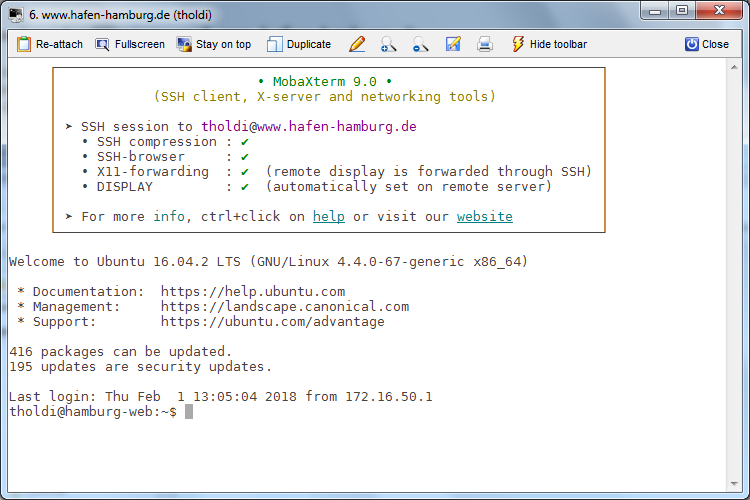 6. www.hafen-hamburg.de (tholdi)
Re-attach Fullscreen Stay on top Duplicate Hide toolbar Close
• MobaXterm 9.0 •
(SSH client, X-server and networking tools)
➤ SSH session to tholdi@www.hafen-hamburg.de
• SSH compression : ✔
• SSH-browser     : ✔
• X11-forwarding  : ✔  (remote display is forwarded through SSH)
• DISPLAY         : ✔  (automatically set on remote server)
➤ For more info, ctrl+click on help or visit our website
Welcome to Ubuntu 16.04.2 LTS (GNU/Linux 4.4.0-67-generic x86_64)
* Documentation:  https://help.ubuntu.com
* Management:     https://landscape.canonical.com
* Support:        https://ubuntu.com/advantage
416 packages can be updated.
195 updates are security updates.
Last login: Thu Feb  1 13:05:04 2018 from 172.16.50.1
tholdi@hamburg-web:~$